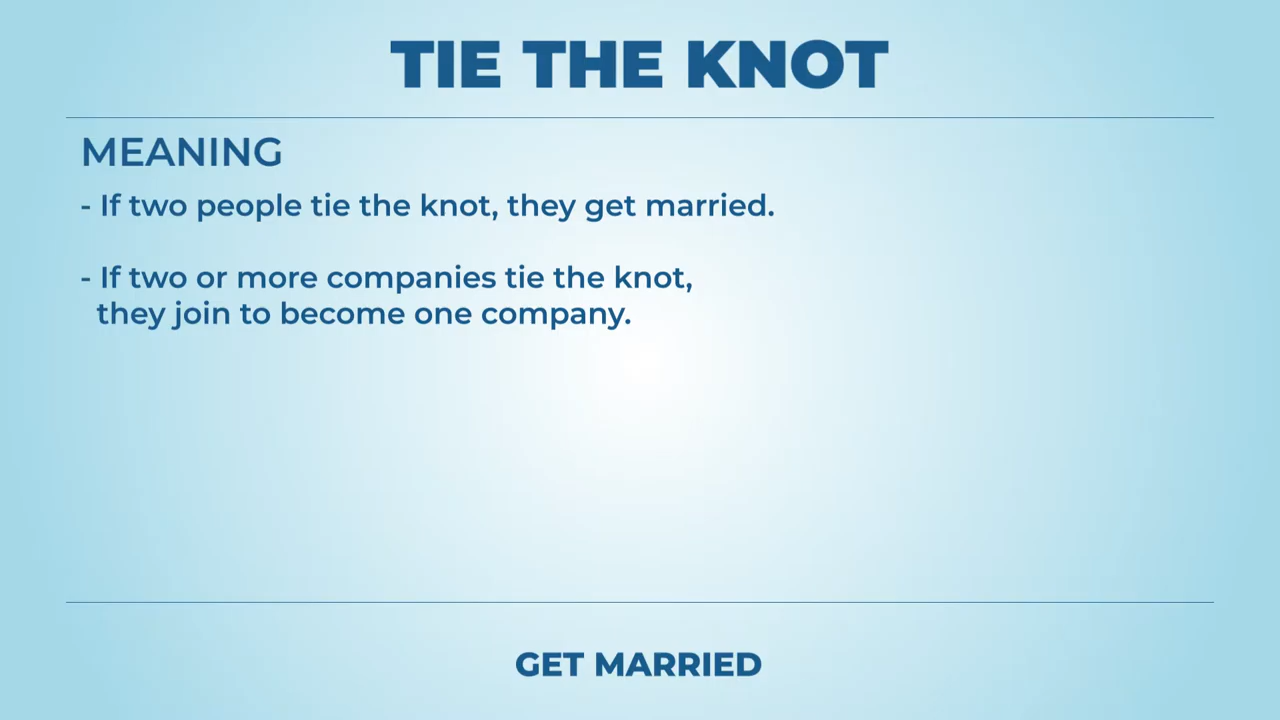 TIE THE KNOT
MEANING
- If two people tie the knot, they get married.
- If two or more companies tie the knot,
they join to become one company.
GET MARRIED